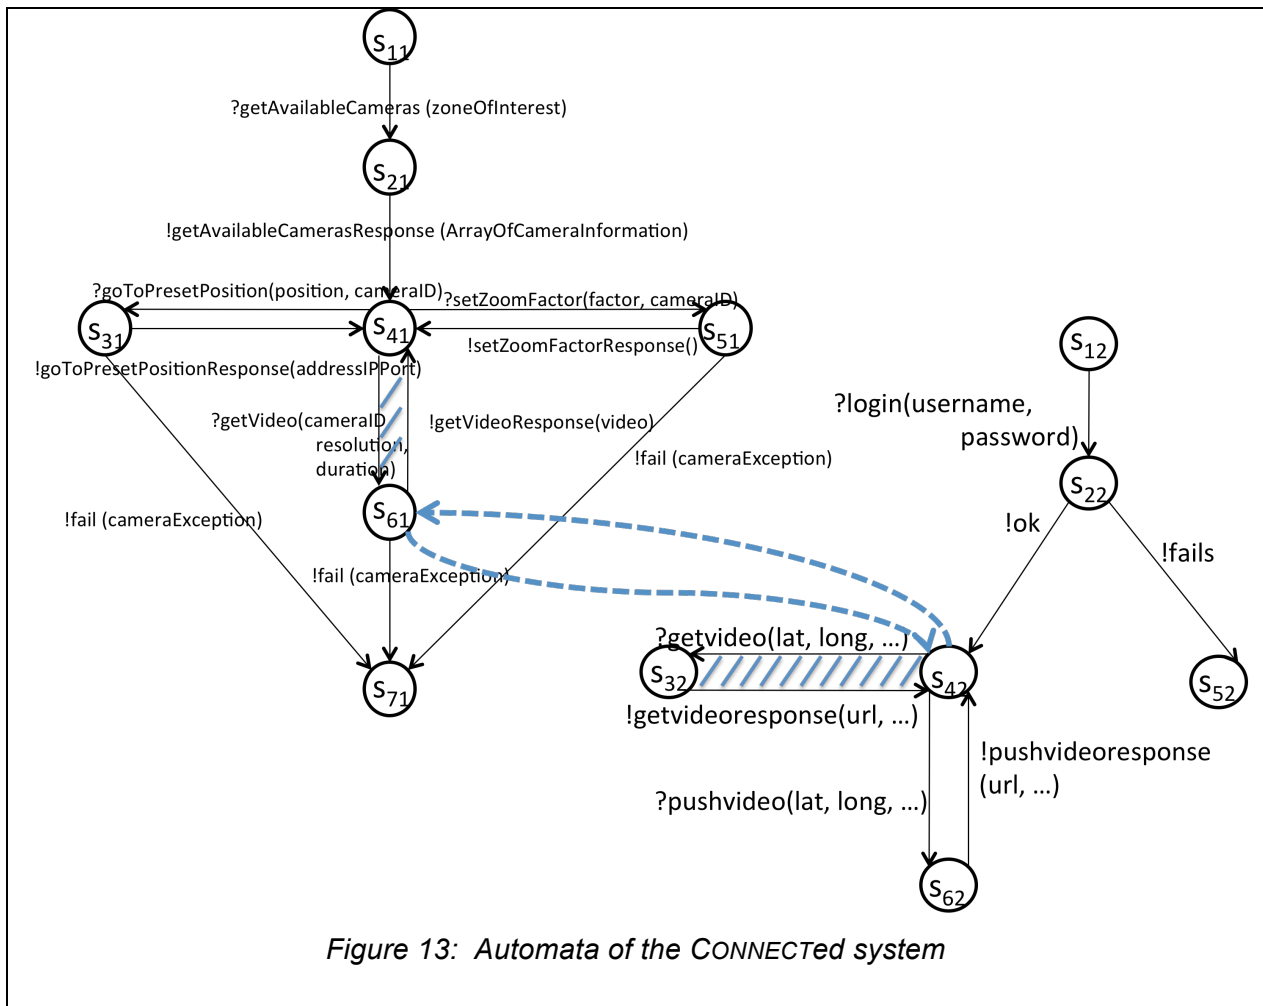 s11
?getAvailableCameras (zoneOfInterest)
s21
!getAvailableCamerasResponse (ArrayOfCameraInformation)
?goToPresetPosition(position, cameraID)
?setZoomFactor(factor, cameraID)
s31
s41
s51
!setZoomFactorResponse()
!goToPresetPositionResponse(addressIPPort)
?getVideo(cameraID
resolution,
duration)
!getVideoResponse(video)
!fail (cameraException)
s61
!fail (cameraException)
!fail (cameraException)
s71
s12
?login(username,
password)
s22
!ok
!fails
?getvideo(lat, long, ...)
s32
s42
s52
!getvideoresponse(url, ...)
!pushvideoresponse
(url, ...)
?pushvideo(lat, long, ...)
s62
Figure 13: Automata of the CONNECTed system